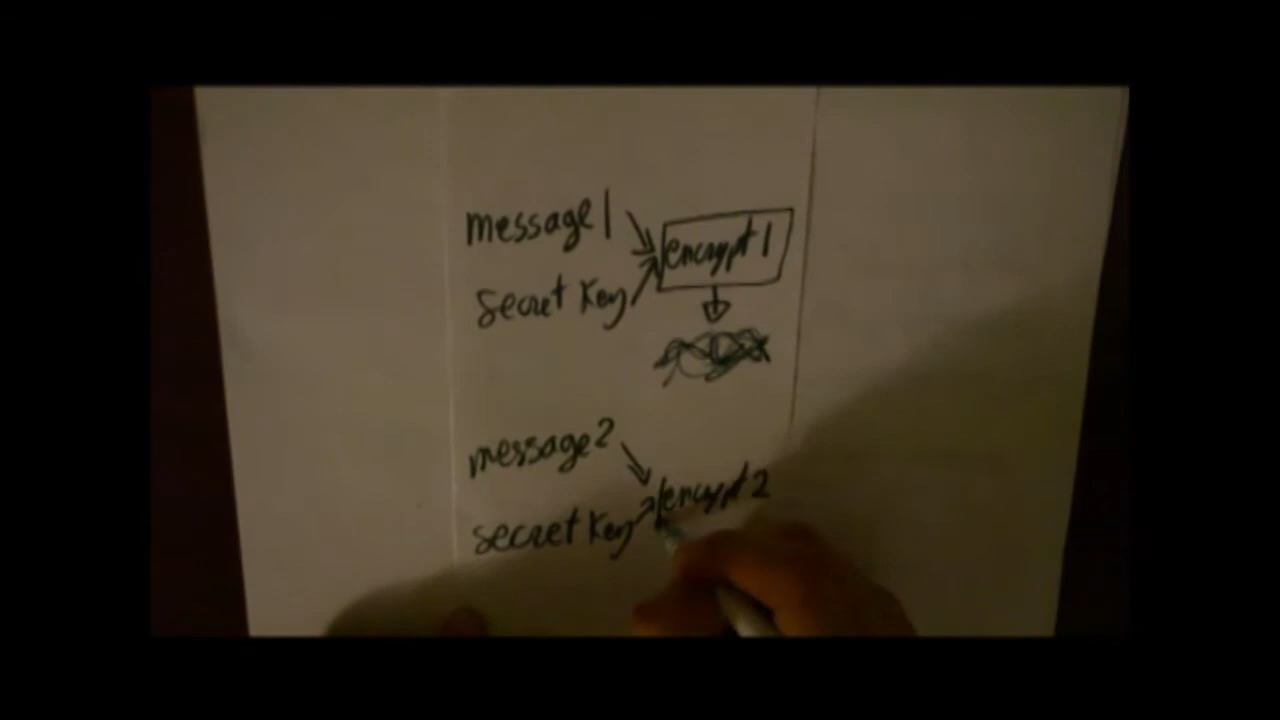 message 1
encrypt 1
secret key
message 2
encrypt 2
secret key